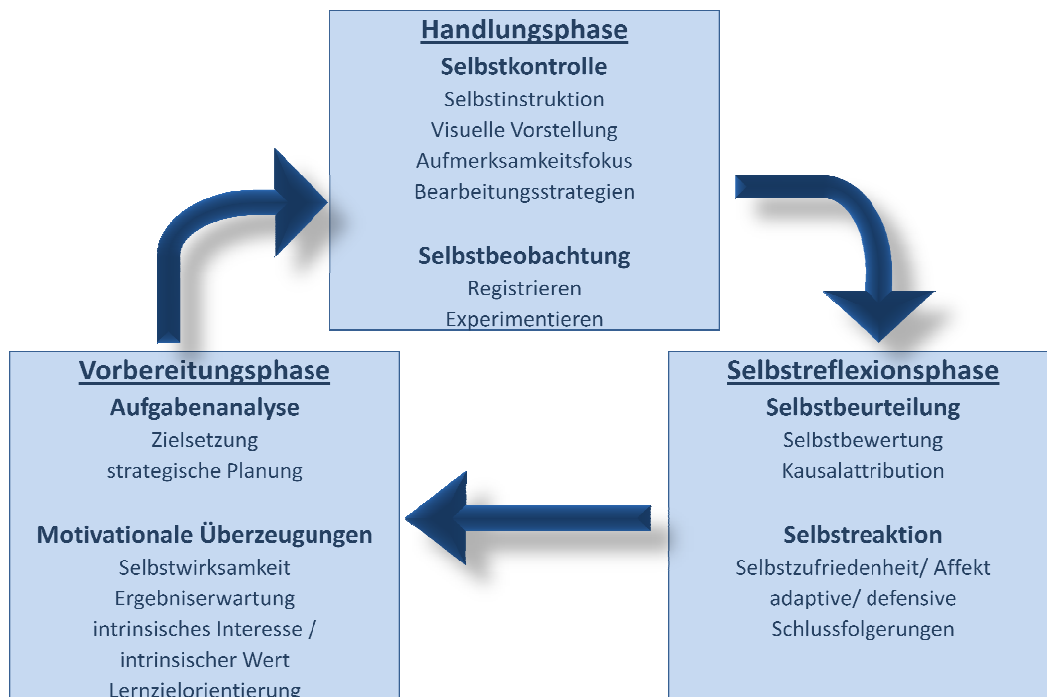 Handlungsphase
Selbstkontrolle
Selbstinstruktion
Visuelle Vorstellung
Aufmerksamkeitsfokus
Bearbeitungsstrategien
Selbstbeobachtung
Registrieren
Experimentieren
Vorbereitungsphase
Aufgabenanalyse
Zielsetzung
strategische Planung
Motivationale Überzeugungen
Selbstwirksamkeit
Ergebniserwartung
intrinsisches Interesse /
intrinsischer Wert
Lernzielorientierung
Selbstreflexionsphase
Selbstbeurteilung
Selbstbewertung
Kausalattribution
Selbstreaktion
Selbstzufriedenheit/ Affekt
adaptive/ defensive
Schlussfolgerungen